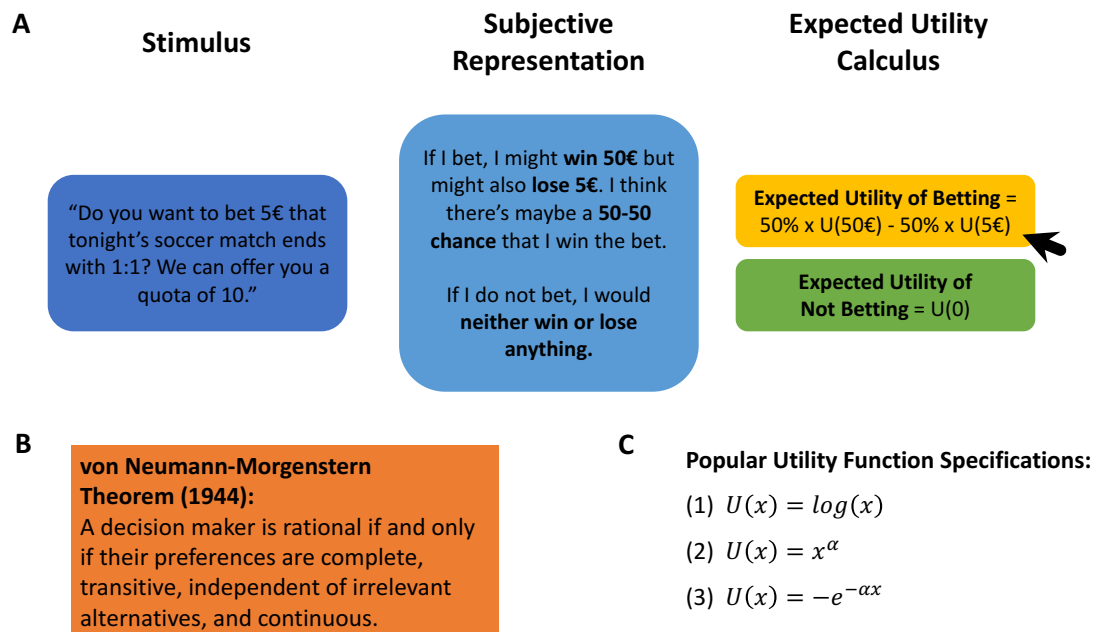 A
Stimulus
Subjective
Representation
Expected Utility
Calculus
“Do you want to bet 5€ that
tonight’s soccer match ends
with 1:1? We can offer you a
quota of 10.”
If I bet, I might win 50€ but
might also lose 5€. I think
there’s maybe a 50-50
chance that I win the bet.
If I do not bet, I would
neither win or lose
anything.
Expected Utility of Betting =
50% x U(50€) - 50% x U(5€)
Expected Utility of
Not Betting = U(0)
B
von Neumann-Morgenstern
Theorem (1944):
A decision maker is rational if and only
if their preferences are complete,
transitive, independent of irrelevant
alternatives, and continuous.
C
Popular Utility Function Specifications:
(1) U(x) = log(x)
(2) U(x) = x^α
(3) U(x) = −e^{−αx}